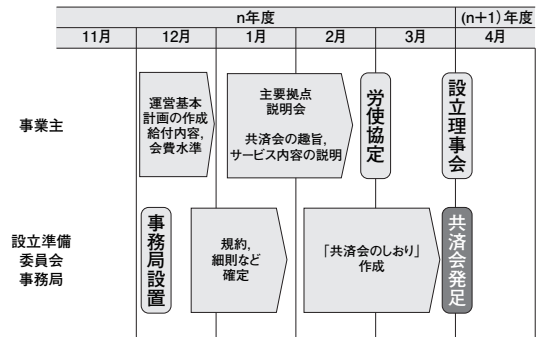 n年度
(n+1) 年度
11月
12月
1月
2月
3月
4月
事業主
運営基本
計画の作成
給付内容,
会費水準
主要拠点
説明会
共済会の趣旨,
サービス内容の説明
労使協定
設立理事会
設立準備
委員会
事務局
事務局設置
規約,
細則など
確定
「共済会のしおり」
作成
共済会発足